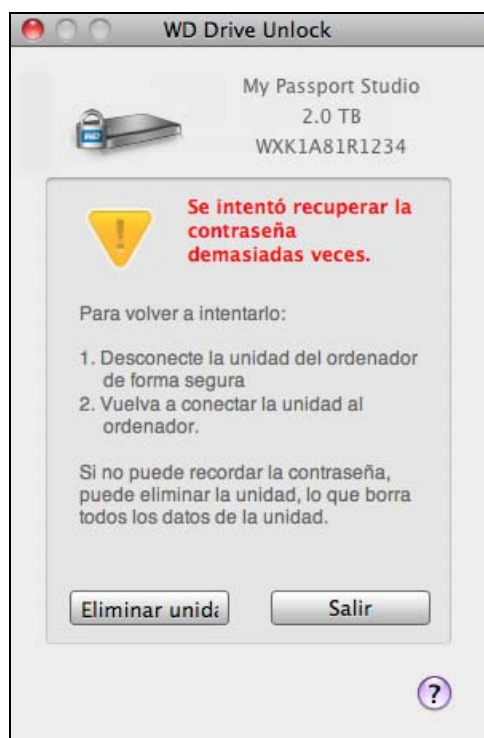 WD Drive Unlock
My Passport Studio
2.0 TB
WXK1A81R1234
WD
Se intentó recuperar la
contraseña
demasiadas veces.
Para volver a intentarlo:
1. Desconecte la unidad del ordenador
de forma segura
2. Vuelva a conectar la unidad al
ordenador.
Si no puede recordar la contraseña,
puede eliminar la unidad, lo que borra
todos los datos de la unidad.
Eliminar unida
Salir
?